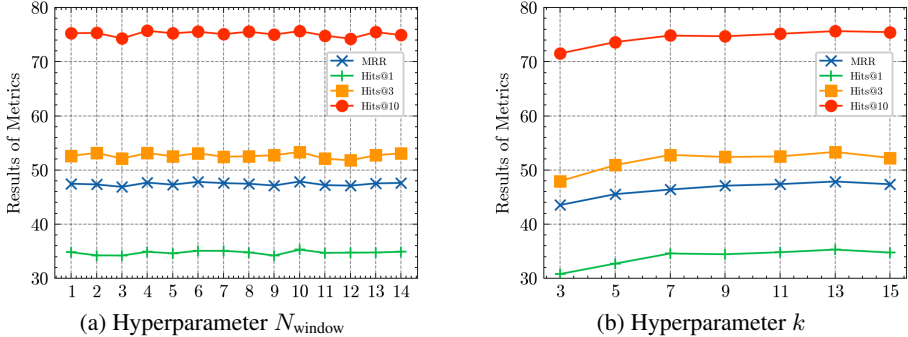 80
70
60
50
40
30
Results of Metrics
MRR
Hits@1
Hits@3
Hits@10
1 2 3 4 5 6 7 8 9 10 11 12 13 14
(a) Hyperparameter N_window
80
70
60
50
40
30
Results of Metrics
MRR
Hits@1
Hits@3
Hits@10
3 5 7 9 11 13 15
(b) Hyperparameter k